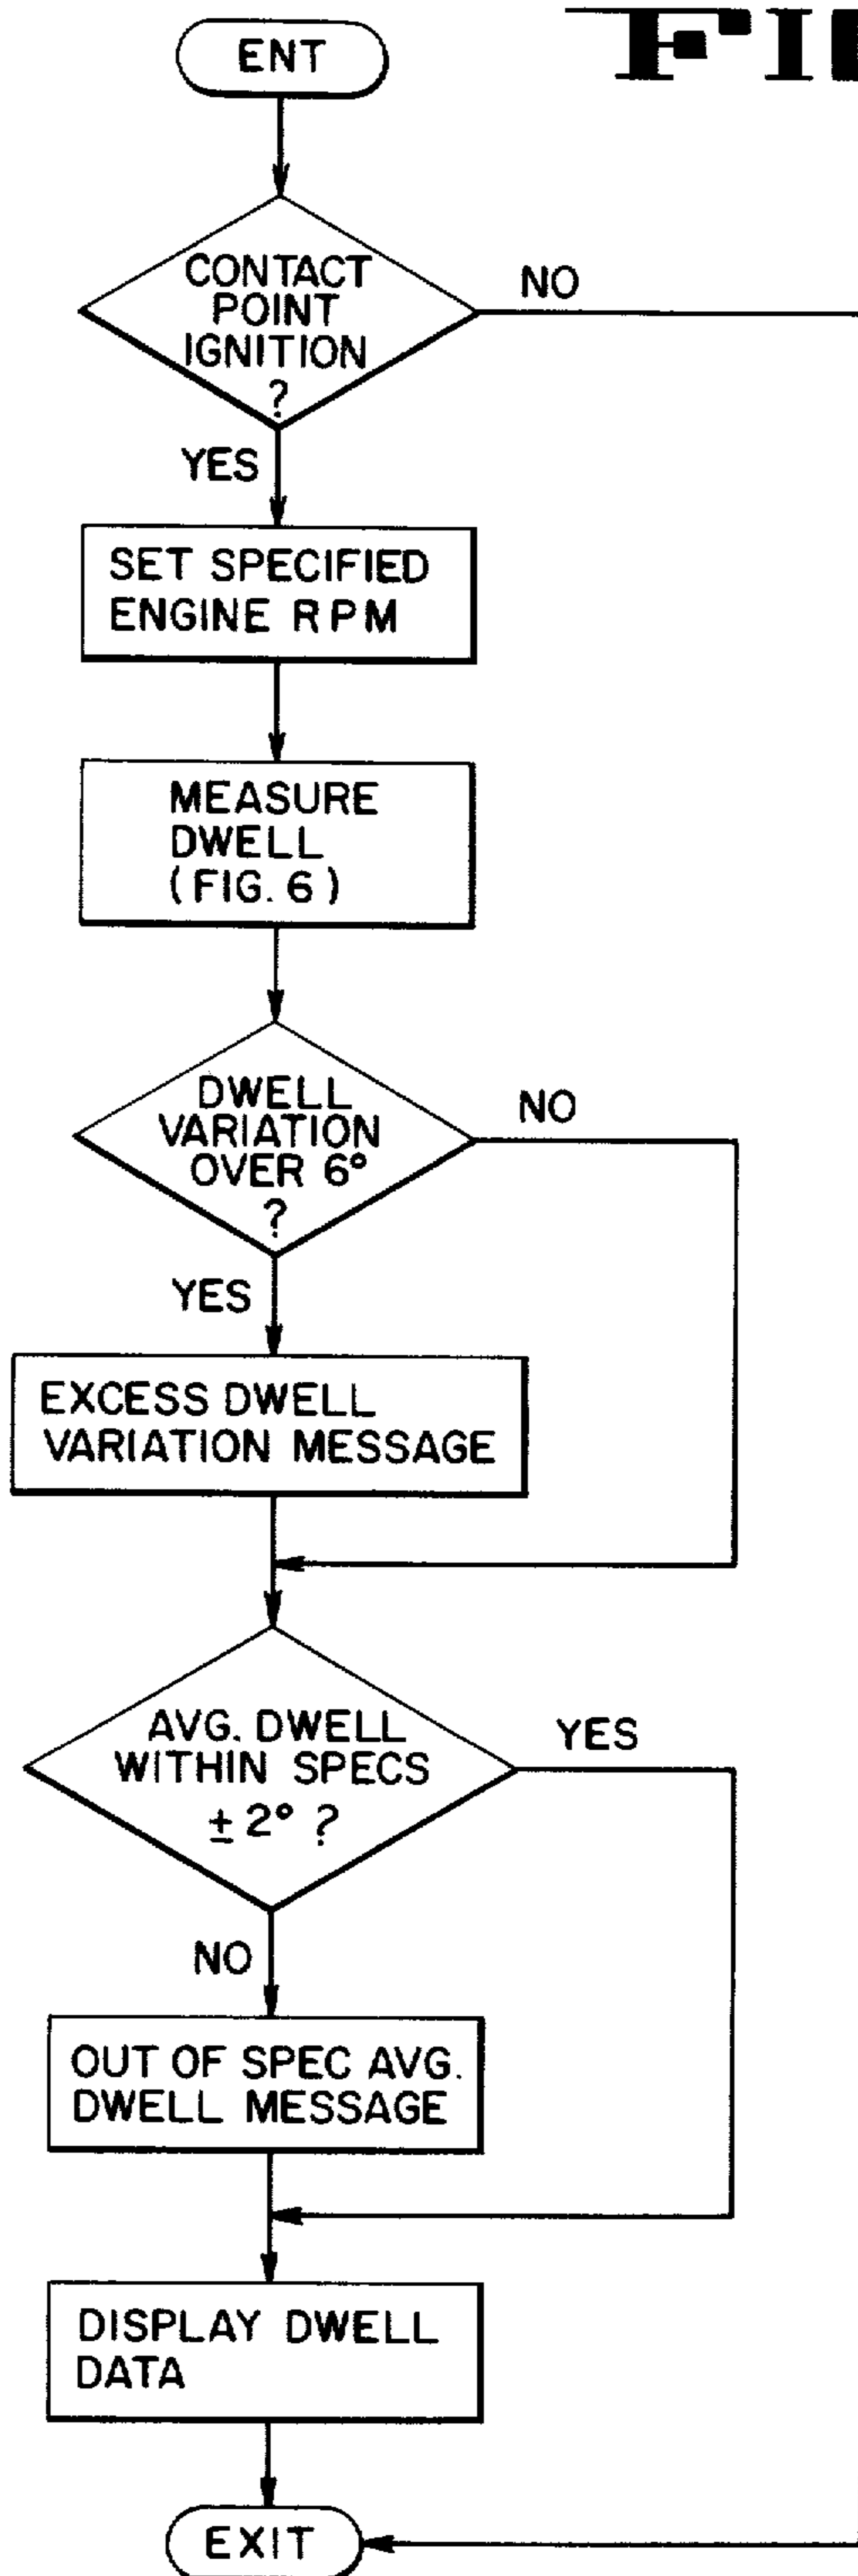 ENT
CONTACT
POINT
IGNITION
?
NO
YES
SET SPECIFIED
ENGINE RPM
MEASURE
DWELL
(FIG. 6)
DWELL
VARIATION
OVER 6°
?
NO
YES
EXCESS DWELL
VARIATION MESSAGE
AVG. DWELL
WITHIN SPECS
± 2° ?
YES
NO
OUT OF SPEC AVG.
DWELL MESSAGE
DISPLAY DWELL
DATA
EXIT